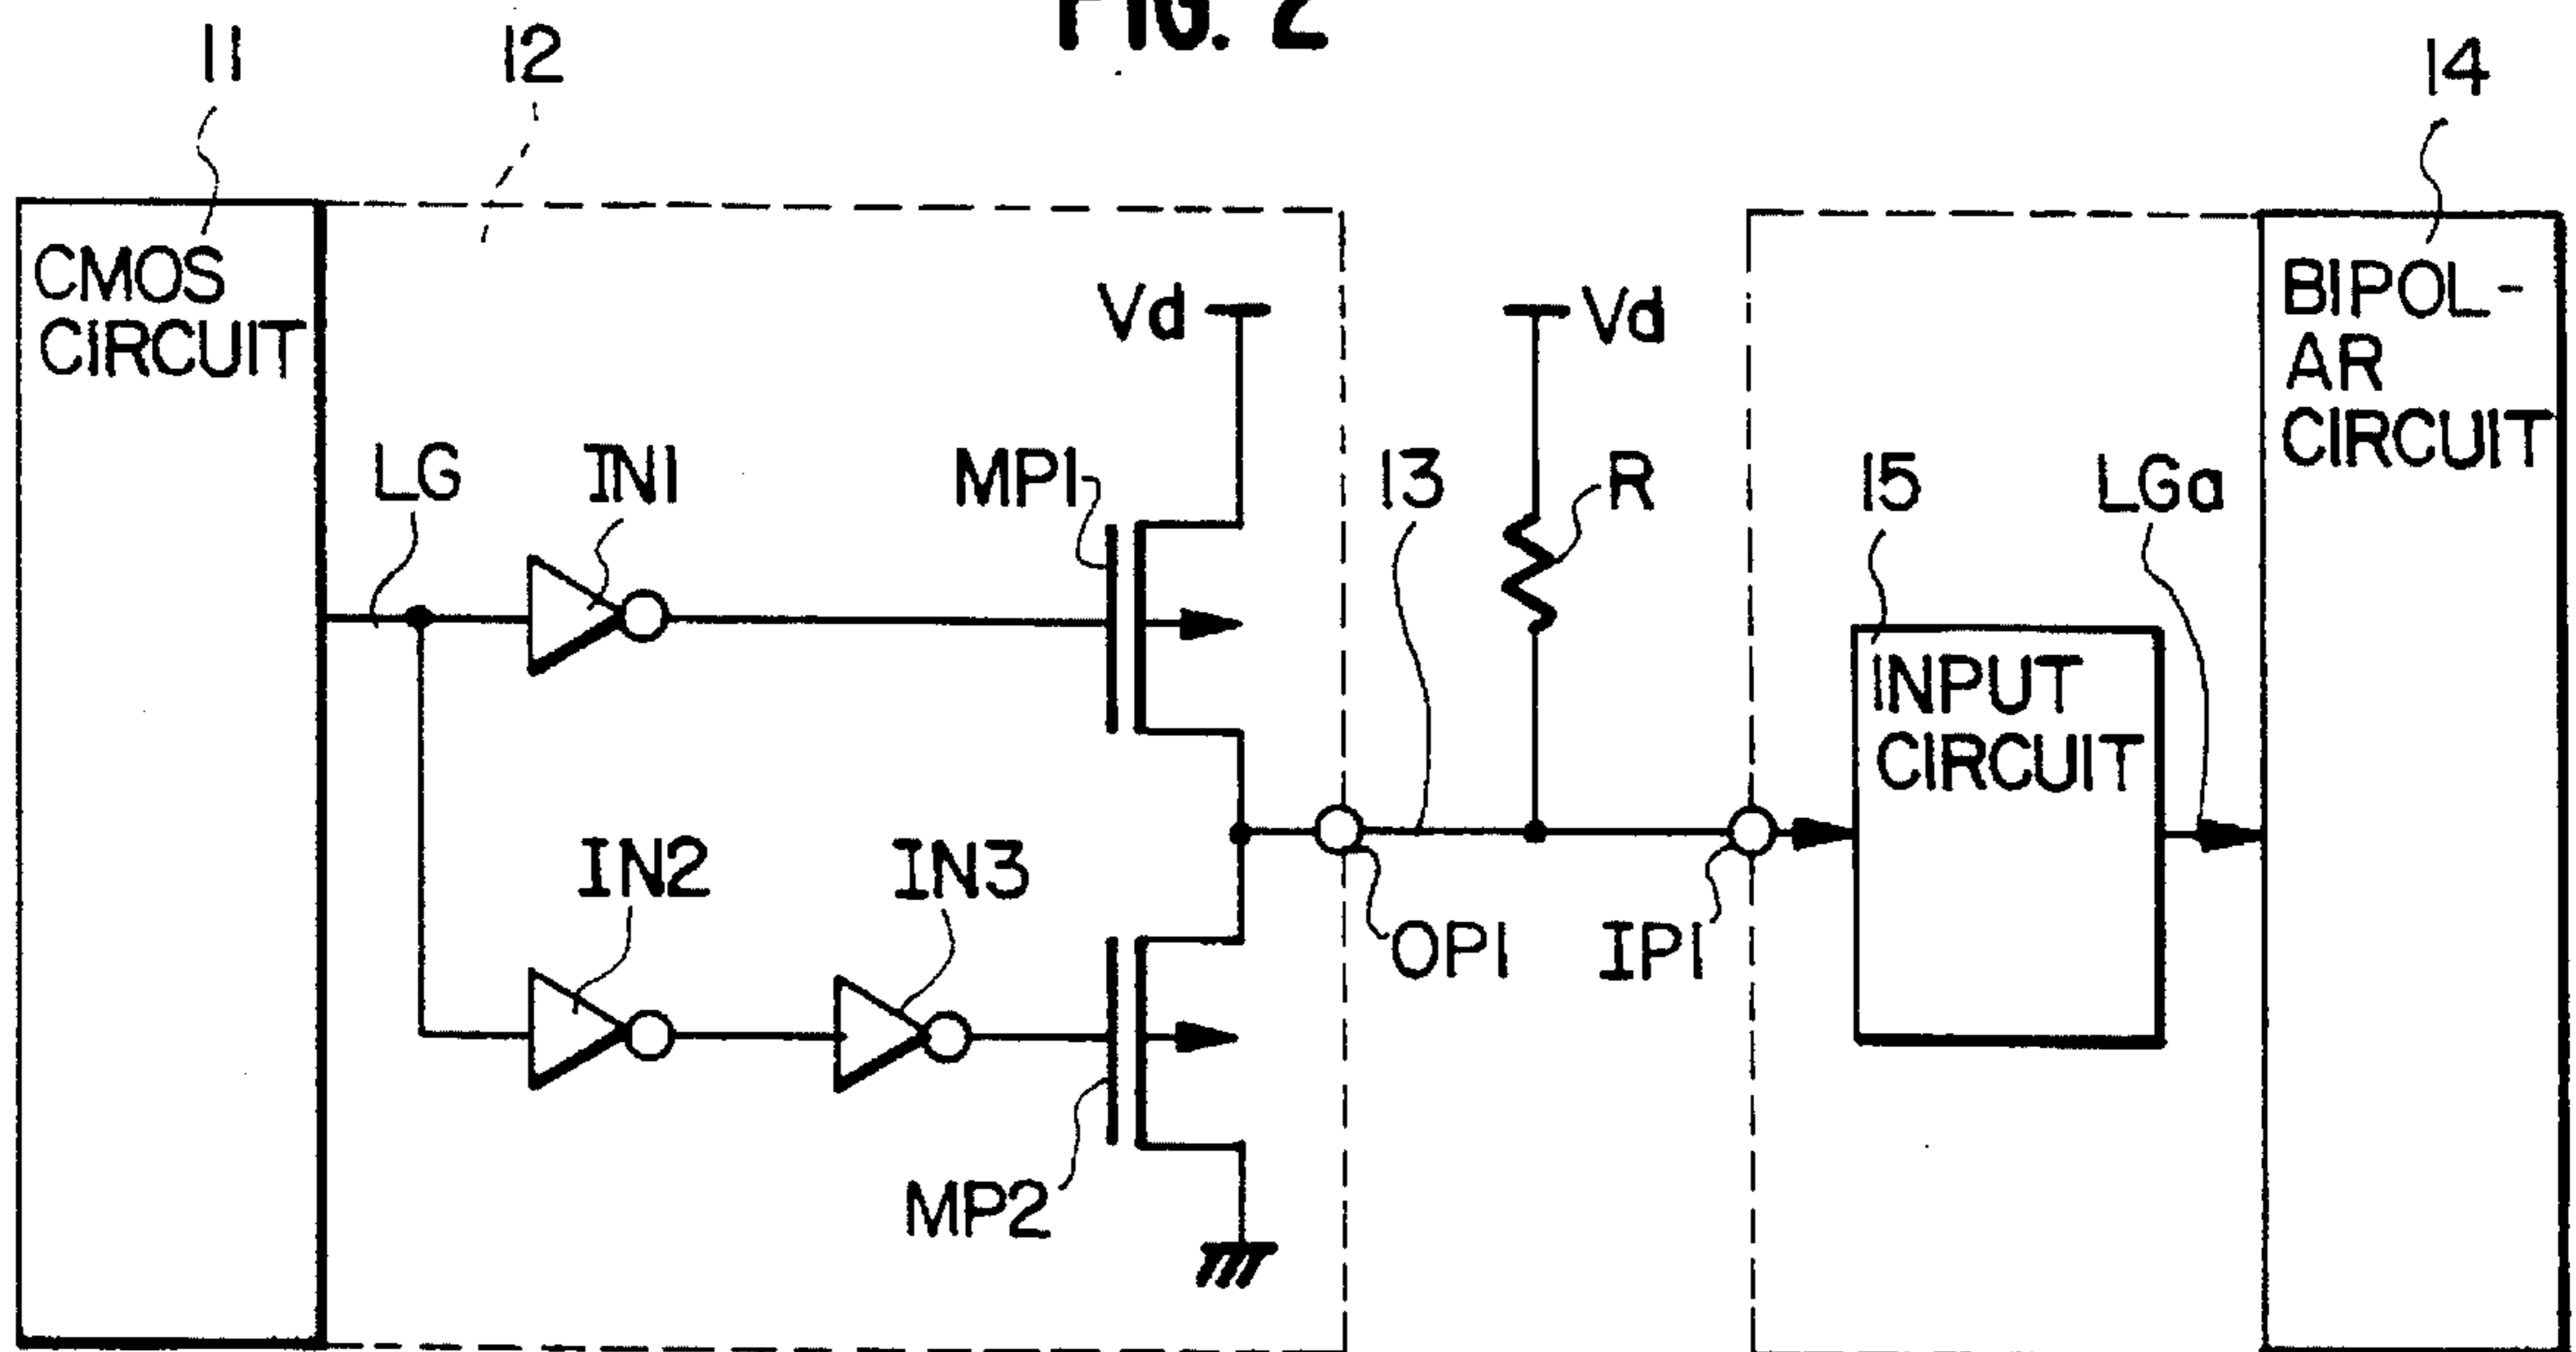 FIG. 2
11
12
14
CMOS
CIRCUIT
Vd
Vd
BIPOL-
AR
CIRCUIT
LG
IN1
MP1
13
R
15
LGa
INPUT
CIRCUIT
IN2
IN3
OP1
IP1
MP2